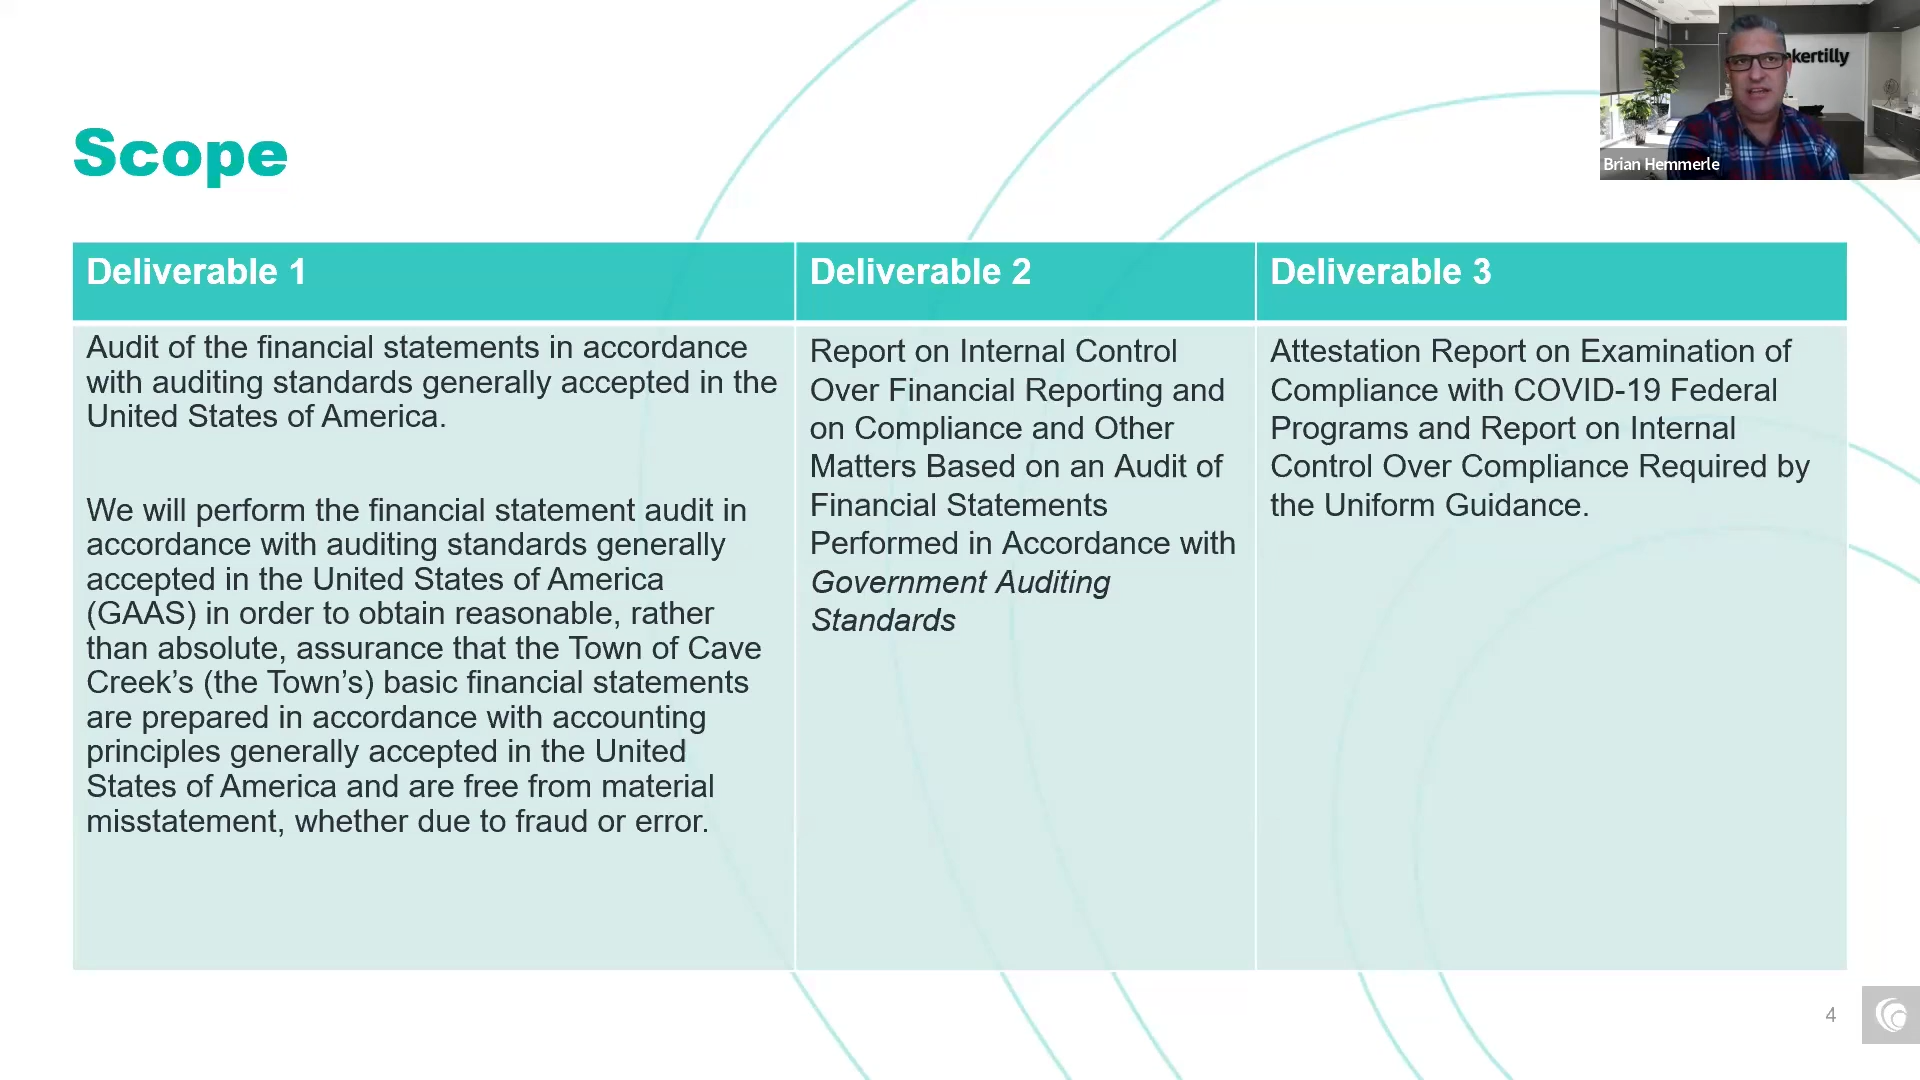 kertilly
Brian Hemmerle
Scope
Deliverable 1
Audit of the financial statements in accordance
with auditing standards generally accepted in the
United States of America.
We will perform the financial statement audit in
accordance with auditing standards generally
accepted in the United States of America
(GAAS) in order to obtain reasonable, rather
than absolute, assurance that the Town of Cave
Creek’s (the Town’s) basic financial statements
are prepared in accordance with accounting
principles generally accepted in the United
States of America and are free from material
misstatement, whether due to fraud or error.
Deliverable 2
Report on Internal Control
Over Financial Reporting and
on Compliance and Other
Matters Based on an Audit of
Financial Statements
Performed in Accordance with
Government Auditing
Standards
Deliverable 3
Attestation Report on Examination of
Compliance with COVID-19 Federal
Programs and Report on Internal
Control Over Compliance Required by
the Uniform Guidance.
4